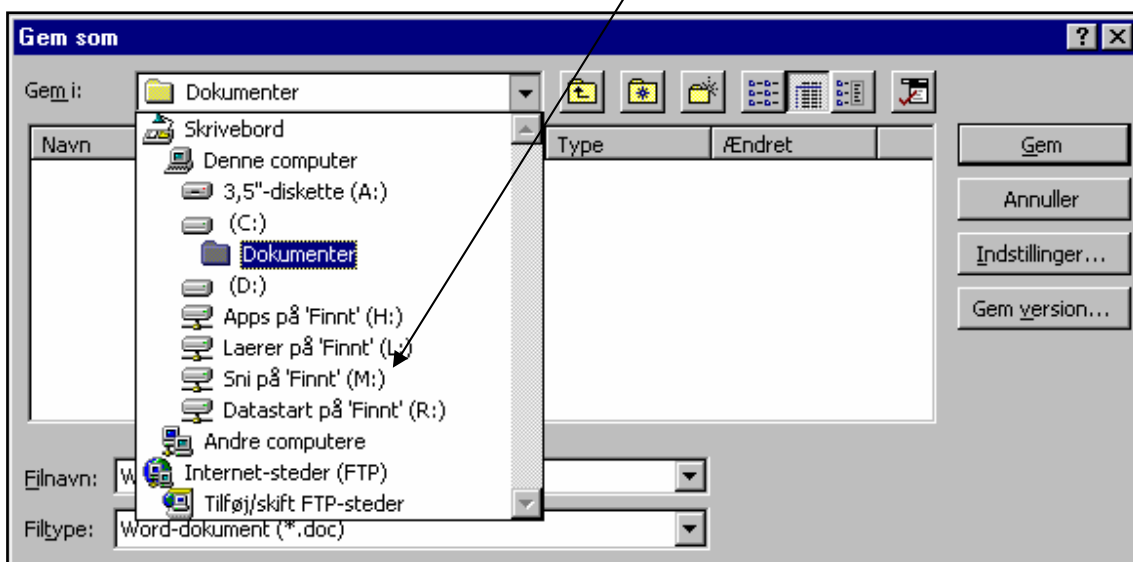 Gem som
Gem i: Dokumenter
Navn Type Ændret
Skrivebord
Denne computer
3,5"-diskette (A:)
(C:)
Dokumenter
(D:)
Apps på 'Finnt' (H:)
Laerer på 'Finnt' (L:)
Sni på 'Finnt' (M:)
Datastart på 'Finnt' (R:)
Andre computere
Internet-steder (FTP)
Tilføj/skift FTP-steder
Gem
Annuller
Indstillinger...
Gem version...
Filnavn:
Filtype: Word-dokument (*.doc)